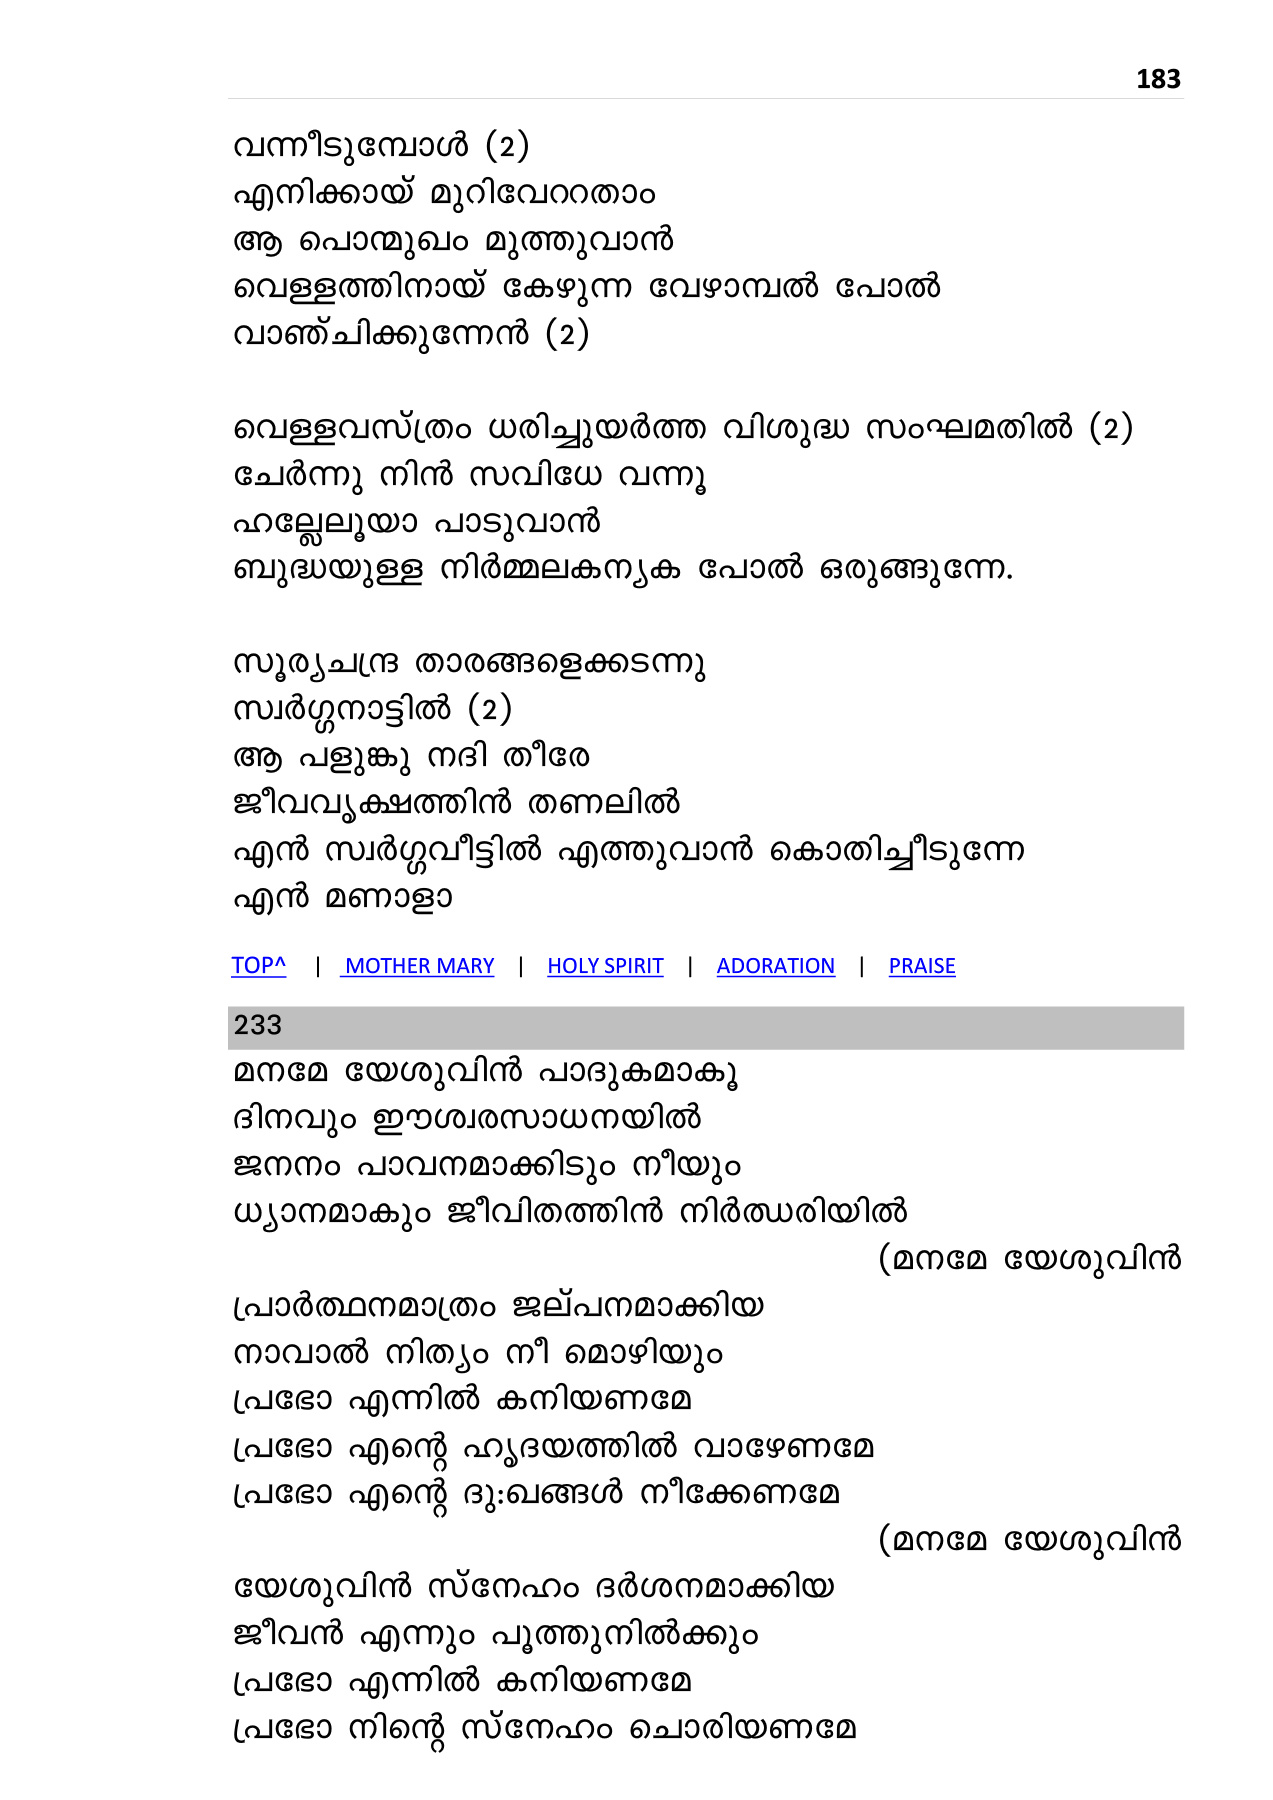 183
വന്നീടുമ്പോൾ (2)
എനിക്കായ് മുറിവേററതാം
ആ പൊന്മുഖം മുത്തുവാൻ
വെള്ളത്തിനായ് കേഴുന്ന വേഴാമ്പൽ പോൽ
വാഞ്ചിക്കുന്നേൻ (2)
വെള്ളവസ്ത്രം ധരിച്ചുയർത്ത വിശുദ്ധ സംഘമതിൽ (2)
ചേർന്നു നിൻ സവിധേ വന്നൂ
ഹല്ലേലൂയാ പാടുവാൻ
ബുദ്ധയുള്ള നിർമ്മലകന്യക പോൽ ഒരുങ്ങുന്നേ.
സൂര്യചന്ദ്ര താരങ്ങളെക്കടന്നു
സ്വർഗ്ഗനാട്ടിൽ (2)
ആ പളുങ്കു നദി തീരേ
ജീവവൃക്ഷത്തിൻ തണലിൽ
എൻ സ്വർഗ്ഗവീട്ടിൽ എത്തുവാൻ കൊതിച്ചീടുന്നേ
എൻ മണാളാ
TOP^ | MOTHER MARY | HOLY SPIRIT | ADORATION | PRAISE
233
മനമേ യേശുവിൻ പാദുകമാകൂ
ദിനവും ഈശ്വരസാധനയിൽ
ജനനം പാവനമാക്കിടും നീയും
ധ്യാനമാകും ജീവിതത്തിൻ നിർഝരിയിൽ
(മനമേ യേശുവിൻ
പ്രാർത്ഥനമാത്രം ജല്പനമാക്കിയ
നാവാൽ നിത്യം നീ മൊഴിയും
പ്രഭോ എന്നിൽ കനിയണമേ
പ്രഭോ എന്റെ ഹൃദയത്തിൽ വാഴേണമേ
പ്രഭോ എന്റെ ദു:ഖങ്ങൾ നീക്കേണമേ
(മനമേ യേശുവിൻ
യേശുവിൻ സ്നേഹം ദർശനമാക്കിയ
ജീവൻ എന്നും പൂത്തുനിൽക്കും
പ്രഭോ എന്നിൽ കനിയണമേ
പ്രഭോ നിന്റെ സ്നേഹം ചൊരിയണമേ